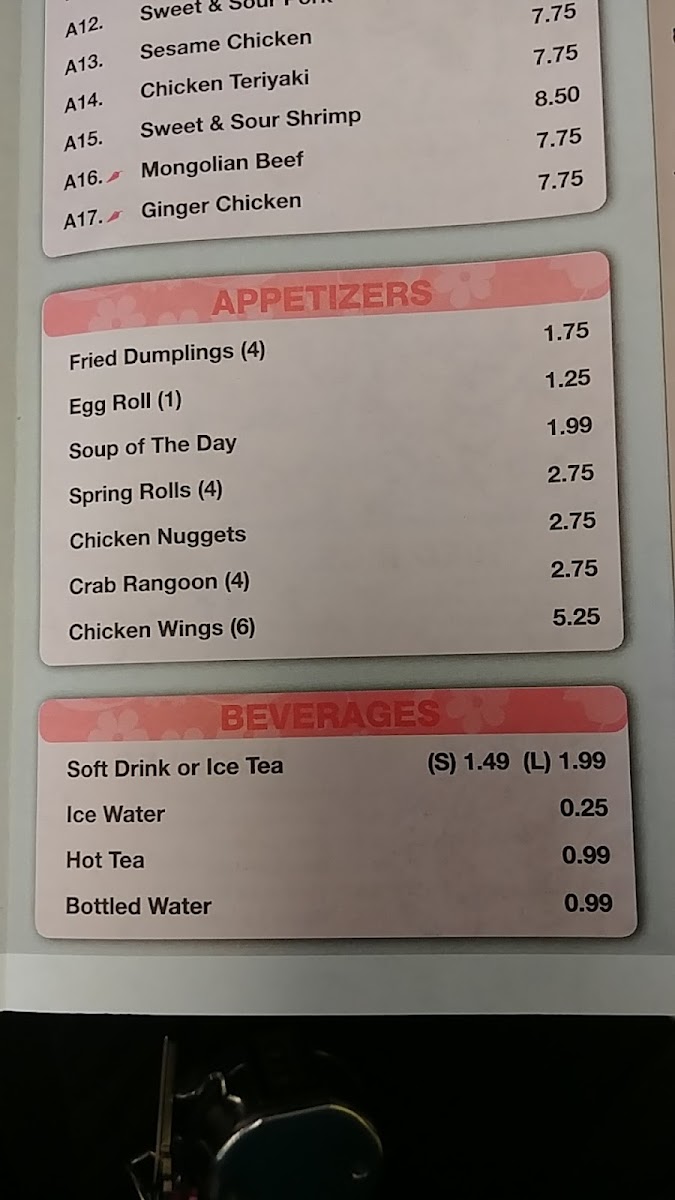 A12. Sweet & Sour Pork
A13. Sesame Chicken 7.75
A14. Chicken Teriyaki 7.75
A15. Sweet & Sour Shrimp 8.50
A16. Mongolian Beef 7.75
A17. Ginger Chicken 7.75
APPETIZERS
Fried Dumplings (4) 1.75
Egg Roll (1) 1.25
Soup of The Day 1.99
Spring Rolls (4) 2.75
Chicken Nuggets 2.75
Crab Rangoon (4) 2.75
Chicken Wings (6) 5.25
BEVERAGES
Soft Drink or Ice Tea (S) 1.49 (L) 1.99
Ice Water 0.25
Hot Tea 0.99
Bottled Water 0.99